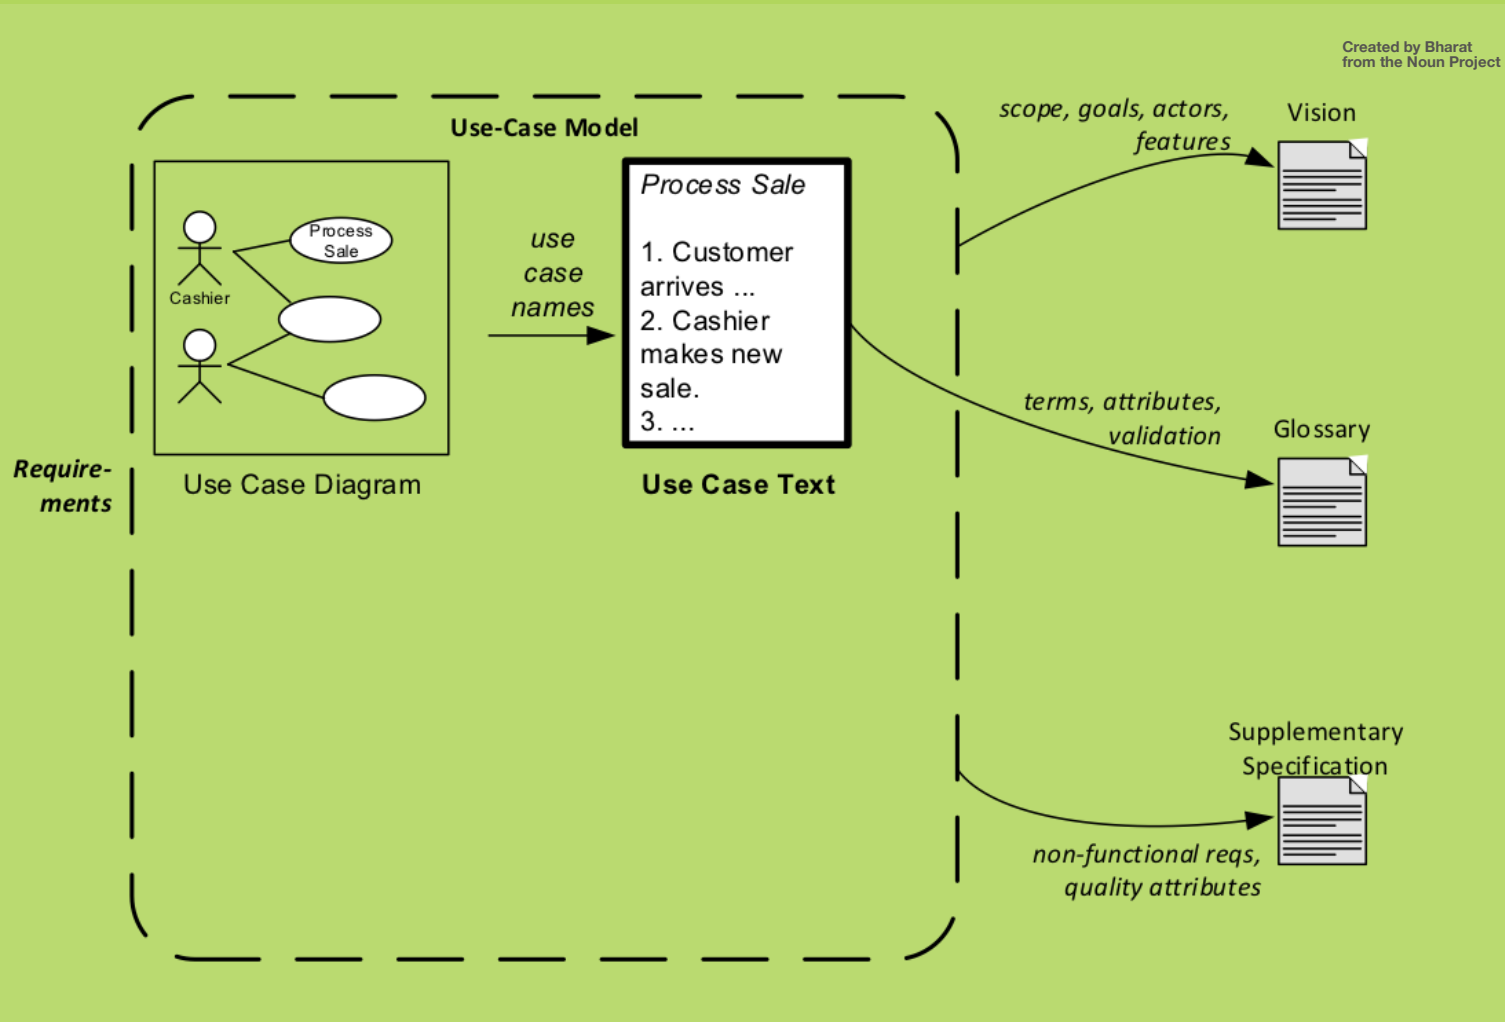 Created by Bharat
from the Noun Project
Use-Case Model
scope, goals, actors,
features
Vision
Process
Sale
Cashier
use
case
names
Process Sale
1. Customer
arrives ...
2. Cashier
makes new
sale.
3. ...
Use Case Diagram
Use Case Text
Require-
ments
terms, attributes,
validation
Glossary
Supplementary
Specification
non-functional reqs,
quality attributes